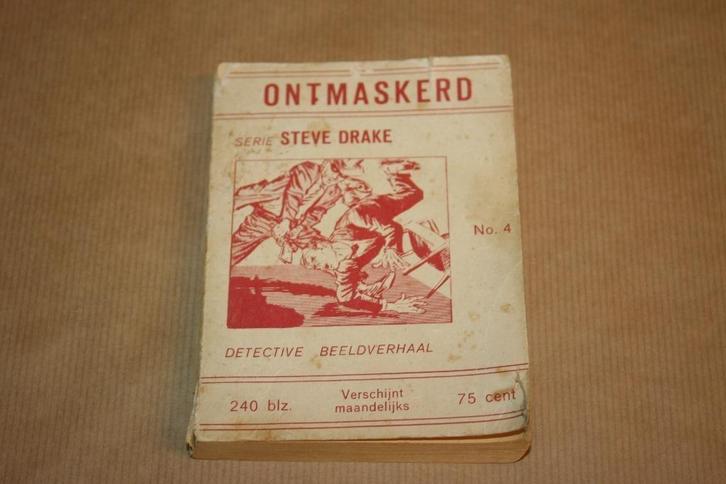 ONTMASKERD
SERIE STEVE DRAKE
No. 4
DETECTIVE BEELDVERHAAL
240 blz.
Verschijnt
maandelijks
75 cent